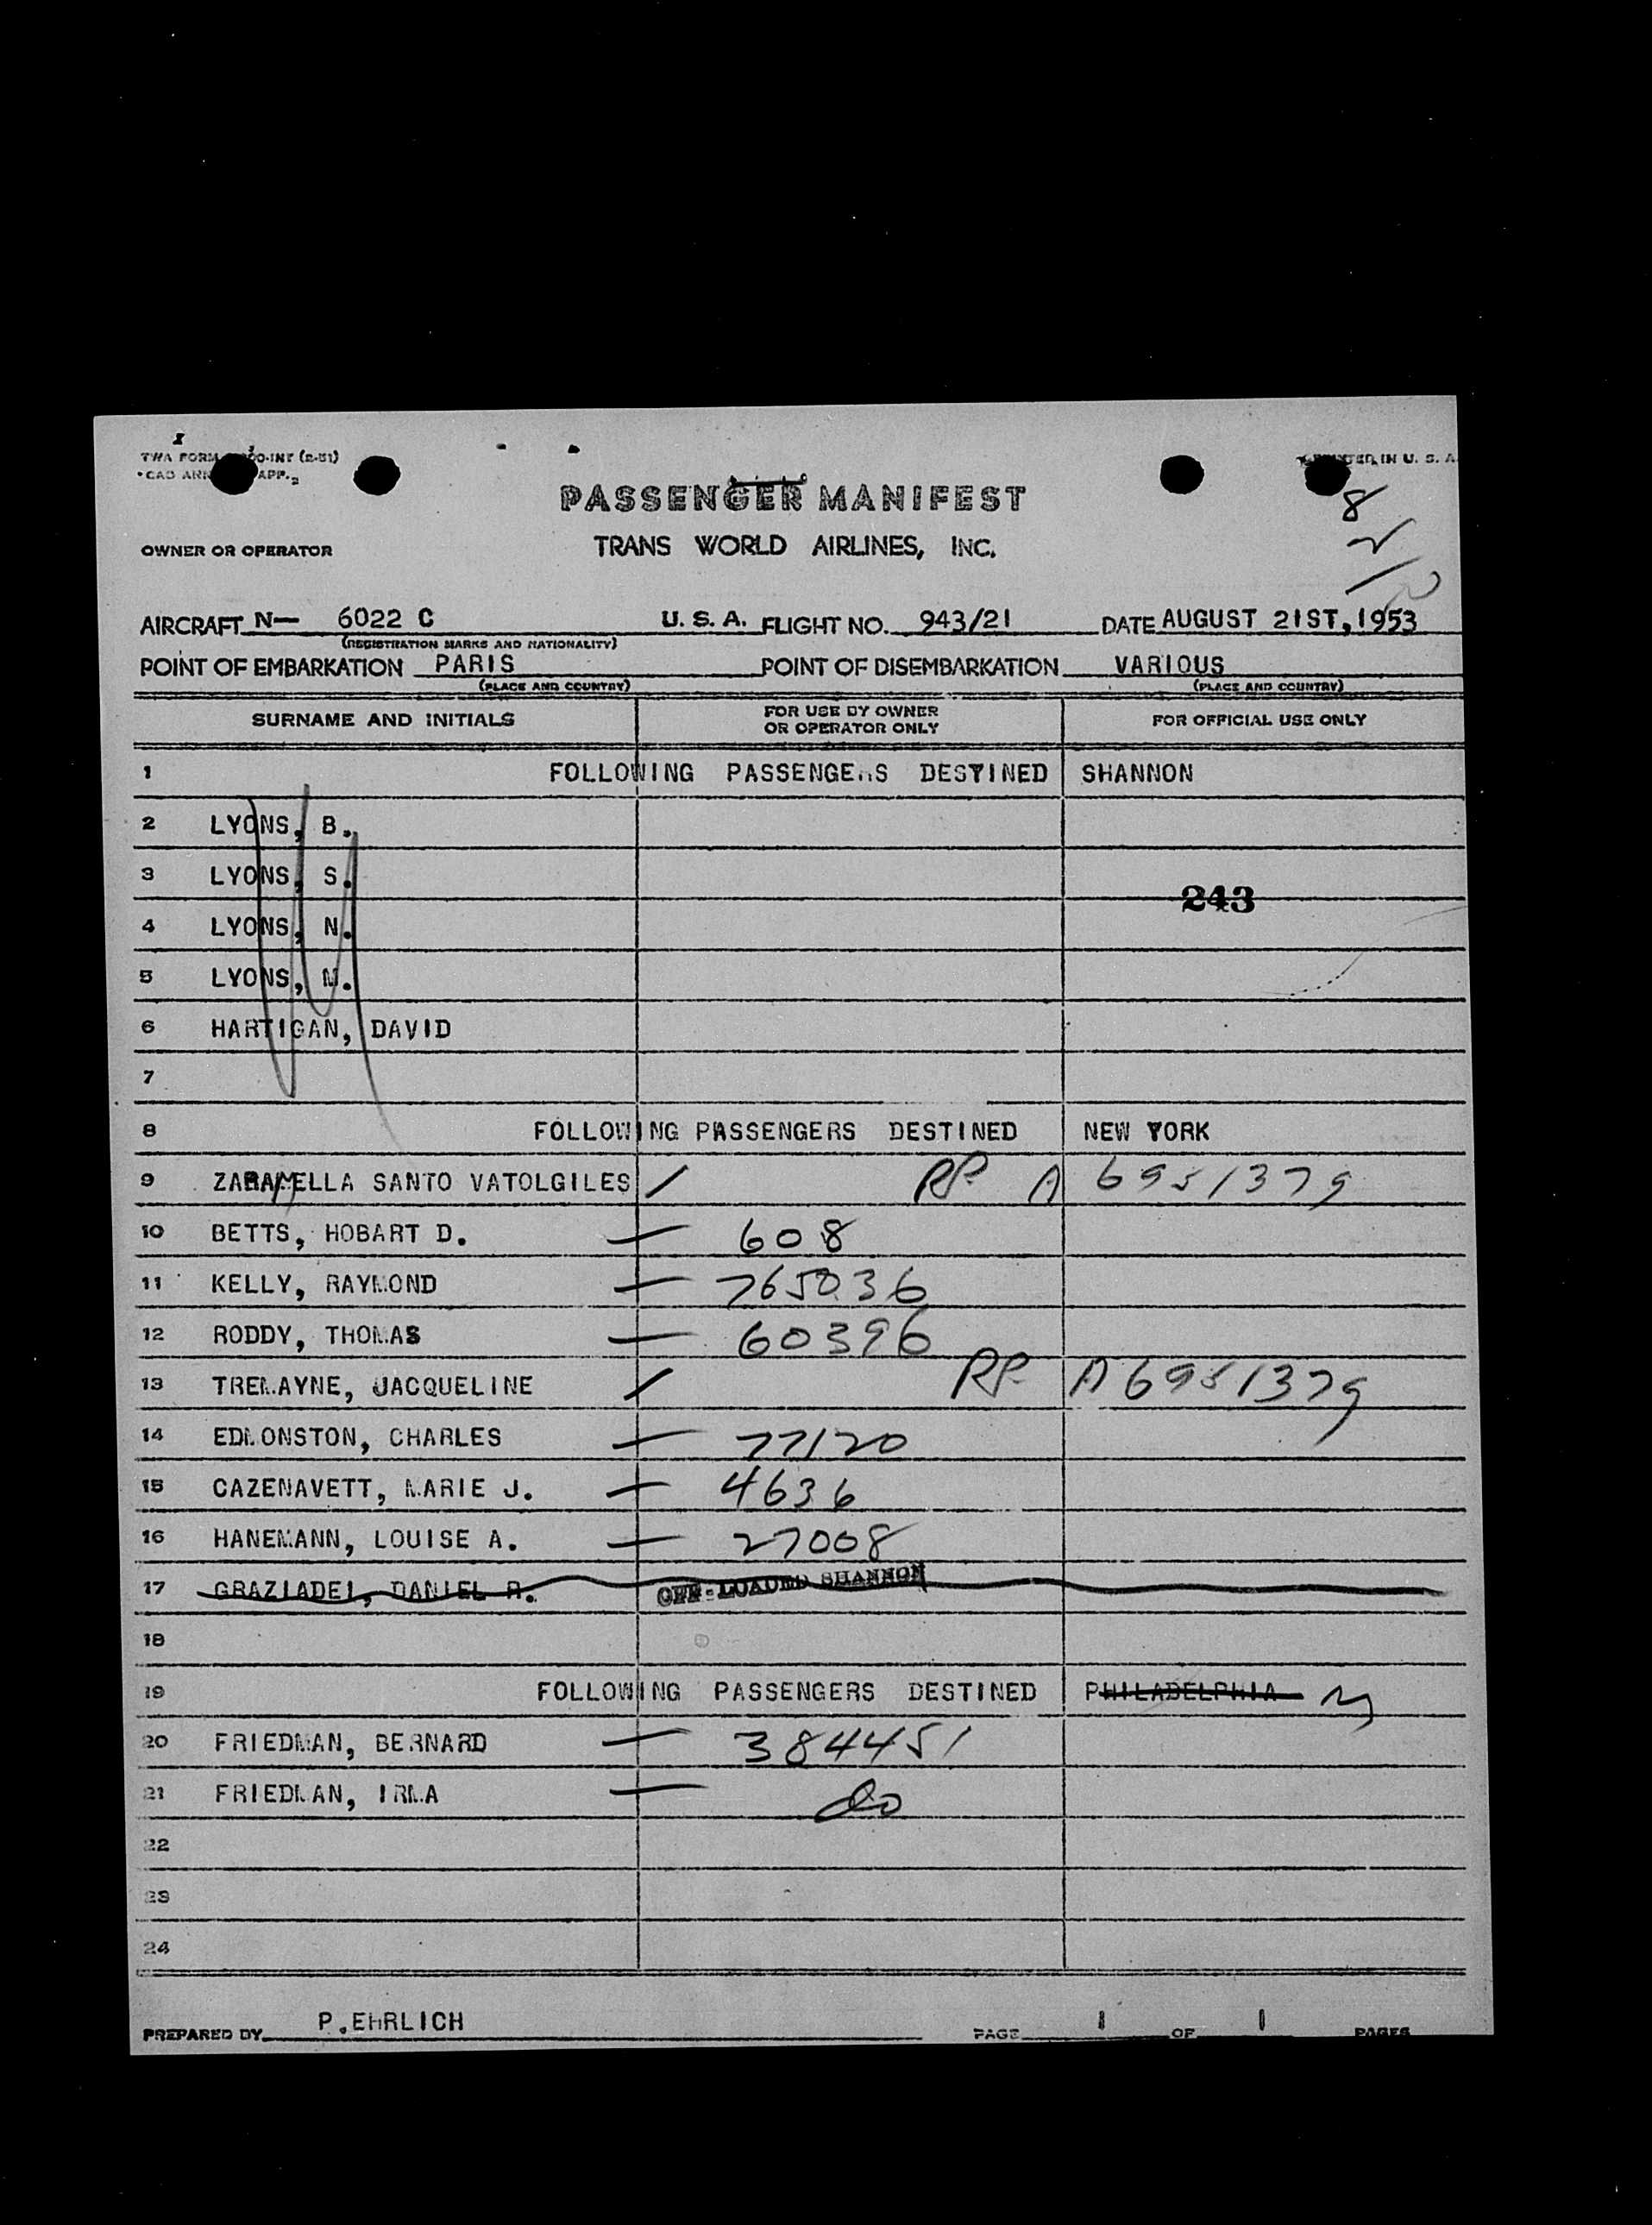 TWA FORM
PRINTED IN U. S. A.
PASSENGER MANIFEST
8
OWNER OR OPERATOR TRANS WORLD AIRLINES, INC.
AIRCRAFT N— 6022 C U. S. A. FLIGHT NO. 943/21 DATE AUGUST 21ST, 1953
(REGISTRATION MARKS AND NATIONALITY)
POINT OF EMBARKATION PARIS POINT OF DISEMBARKATION VARIOUS
(PLACE AND COUNTRY) (PLACE AND COUNTRY)
SURNAME AND INITIALS FOR USE BY OWNER OR OPERATOR ONLY FOR OFFICIAL USE ONLY
1 FOLLOWING PASSENGERS DESTINED SHANNON
2 LYONS, B.
3 LYONS, S.
243
4 LYONS, N.
5 LYONS, M.
6 HARTIGAN, DAVID
7
8 FOLLOWING PASSENGERS DESTINED NEW YORK
9 ZARAMELLA SANTO VATOLGILES / RP. A 6951379
10 BETTS, HOBART D. — 608
11 KELLY, RAYMOND — 765036
12 RODDY, THOMAS — 60396
13 TREMAYNE, JACQUELINE / RP. A 6951379
14 EDMONSTON, CHARLES — 77120
15 CAZENAVETT, MARIE J. — 4636
16 HANEMANN, LOUISE A. — 27008
17 GRAZIADEI, DANIEL R. OFF-LOADED SHANNON
18
19 FOLLOWING PASSENGERS DESTINED PHILADELPHIA NY
20 FRIEDMAN, BERNARD — 384451
21 FRIEDMAN, IRMA — do
22
23
24
PREPARED BY P.EHRLICH PAGE 1 OF 1 PAGES